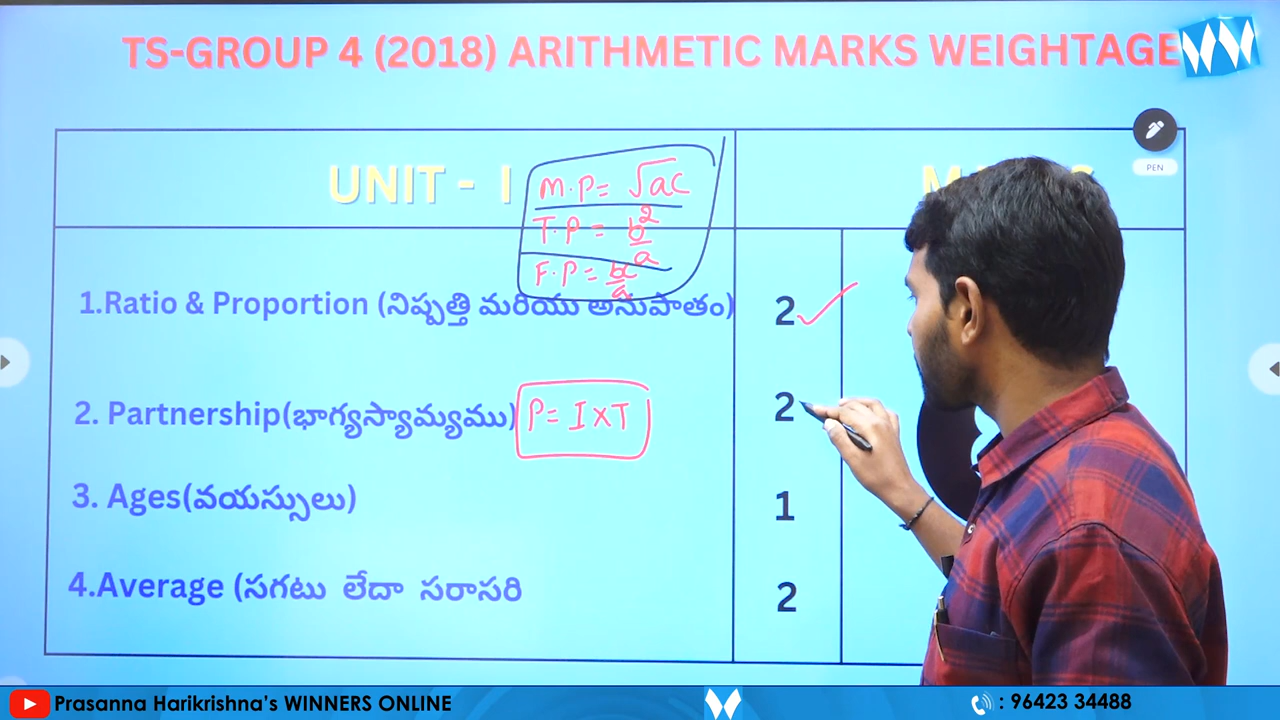 TS-GROUP 4 (2018) ARITHMETIC MARKS WEIGHTAGE
PEN
UNIT - I
M.P = √ac
T.P = b²/a
F.P = bc/a
1.Ratio & Proportion (నిష్పత్తి మరియు అనుపాతం) 2
2. Partnership(భాగ్యస్యామ్యము) P = I x T 2
3. Ages(వయస్సులు) 1
4.Average (సగటు లేదా సరాసరి 2
Prasanna Harikrishna's WINNERS ONLINE
: 96423 34488